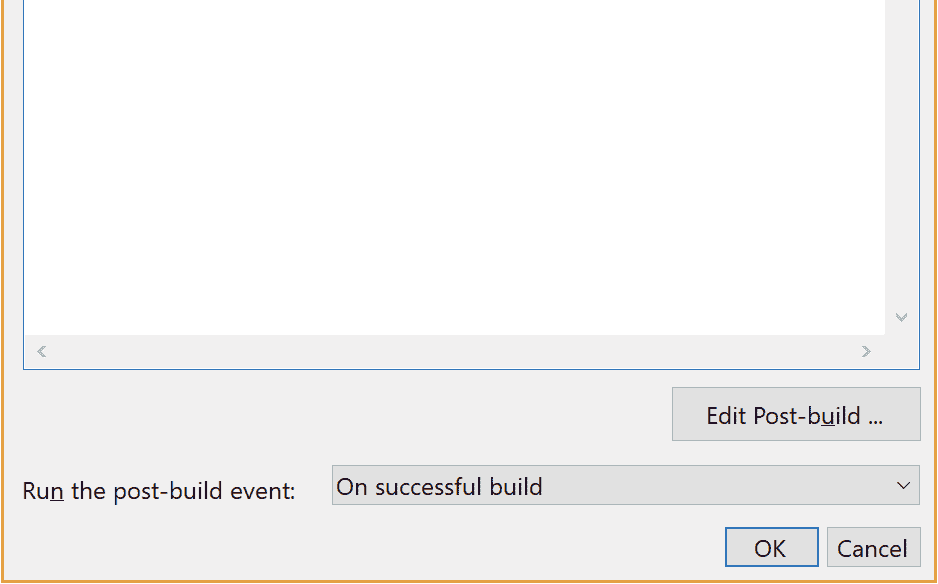 Edit Post-build ...
Run the post-build event: On successful build
OK Cancel